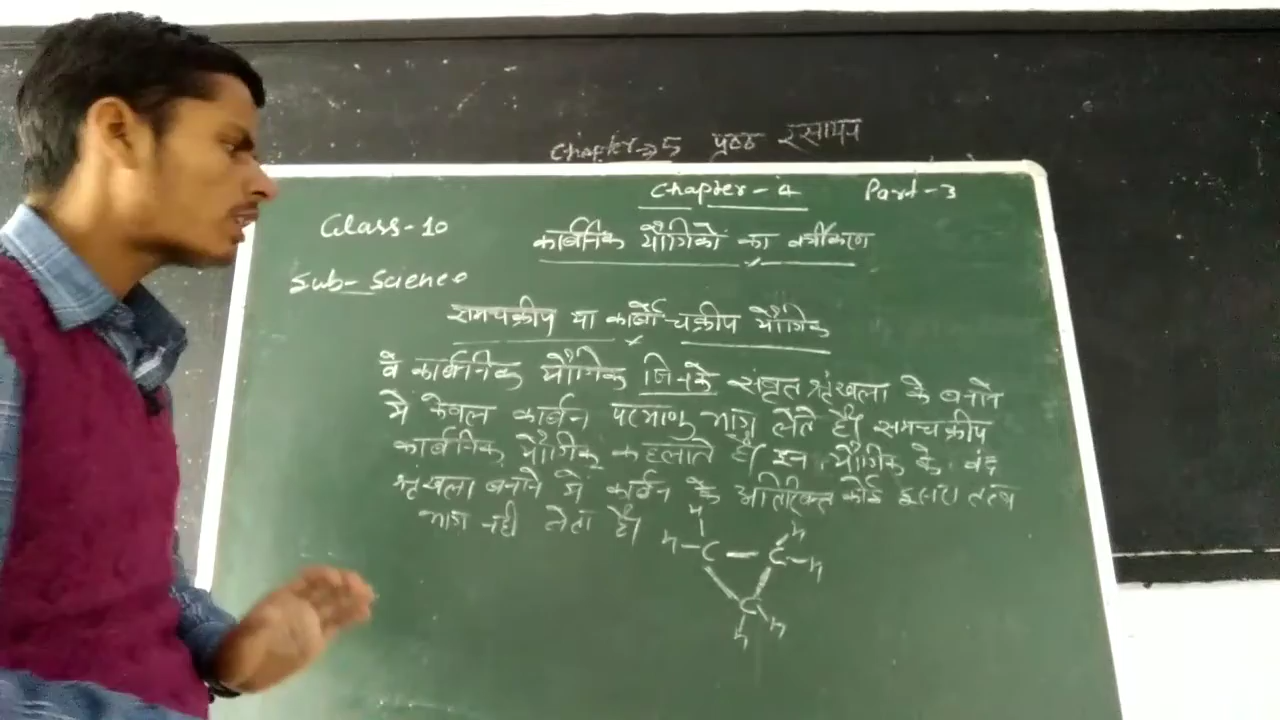 Chapter → 5 पृष्ठ रसायन
Chapter - 4 Part - 3
Class - 10
कार्बनिक यौगिको का वर्गीकरण
Sub - Science
समचक्रीय या कार्बो चक्रीय यौगिक
वे कार्बनिक यौगिक जिनके संवृत श्रृंखला के बनाने
में केवल कार्बन परमाणु भाग लेते है। समचक्रीय
कार्बनिक यौगिक कहलाते है। इन यौगिक के बंद
श्रृंखला बनाने में कार्बन के अतिरिक्त कोई दूसरा तत्व
भाग नही लेता है।
H H
H - C — C - H
C
H H